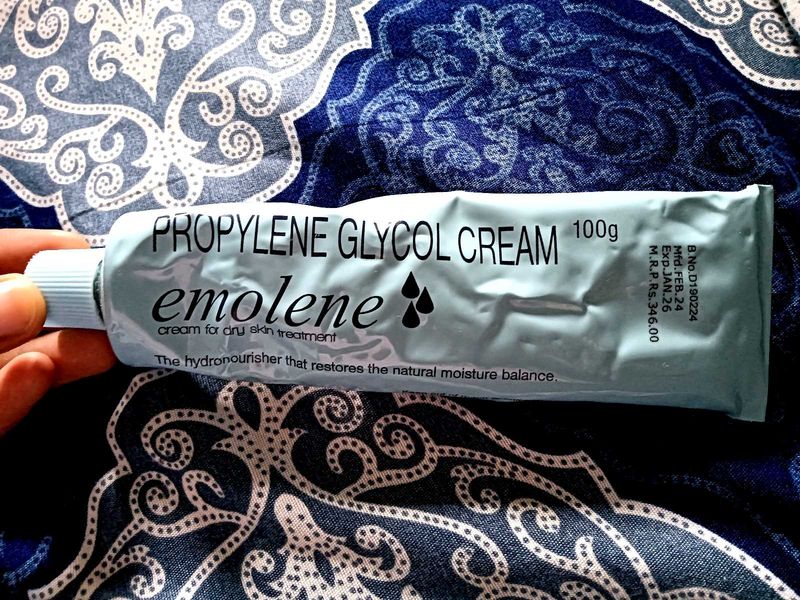 PROPYLENE GLYCOL CREAM 100g
emolene
cream for dry skin treatment
The hydronourisher that restores the natural moisture balance.
B.No.D190224
Mfd.FEB.24
Exp.JAN.26
M.R.P.Rs.346.00